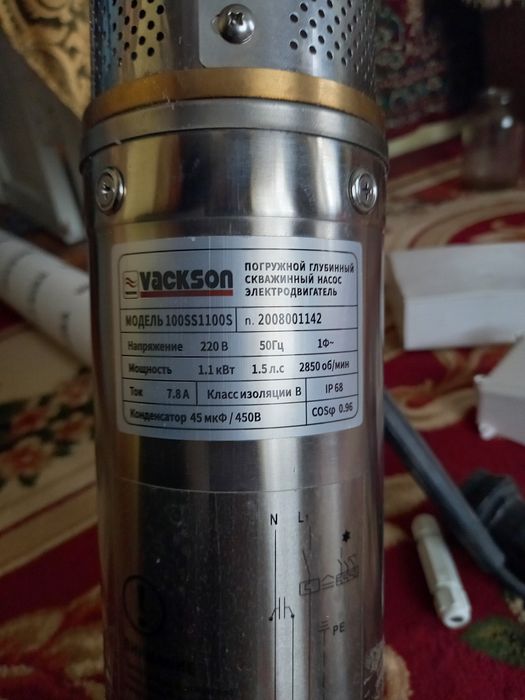 VACKSON
ПОГРУЖНОЙ ГЛУБИННЫЙ
СКВАЖИННЫЙ НАСОС
ЭЛЕКТРОДВИГАТЕЛЬ
МОДЕЛЬ 100SS1100S n. 2008001142
Напряжение 220 В 50Гц 1Ф~
Мощность 1.1 кВт 1.5 л.с 2850 об/мин
Ток 7.8 А Класс изоляции В IP 68
Конденсатор 45 мкФ / 450В COSφ 0.96
N L
PE